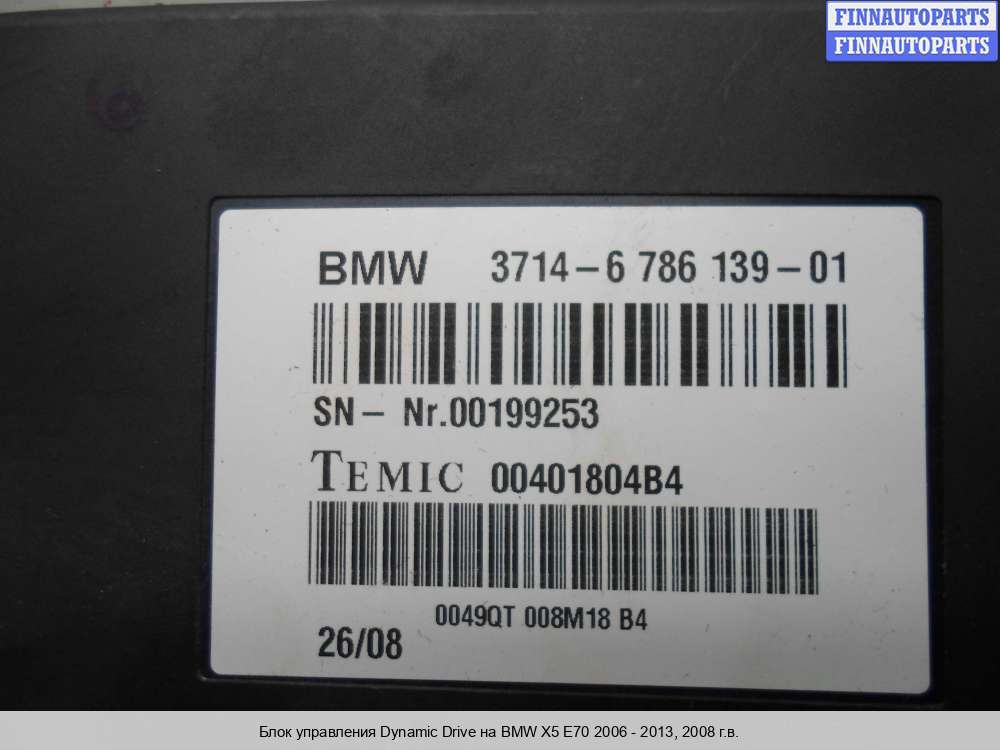 FINNAUTOPARTS
FINNAUTOPARTS
BMW 3714-6 786 139-01
SN- Nr.00199253
TEMIC 00401804B4
0049QT 008M18 B4
26/08
Блок управления Dynamic Drive на BMW X5 E70 2006 - 2013, 2008 г.в.